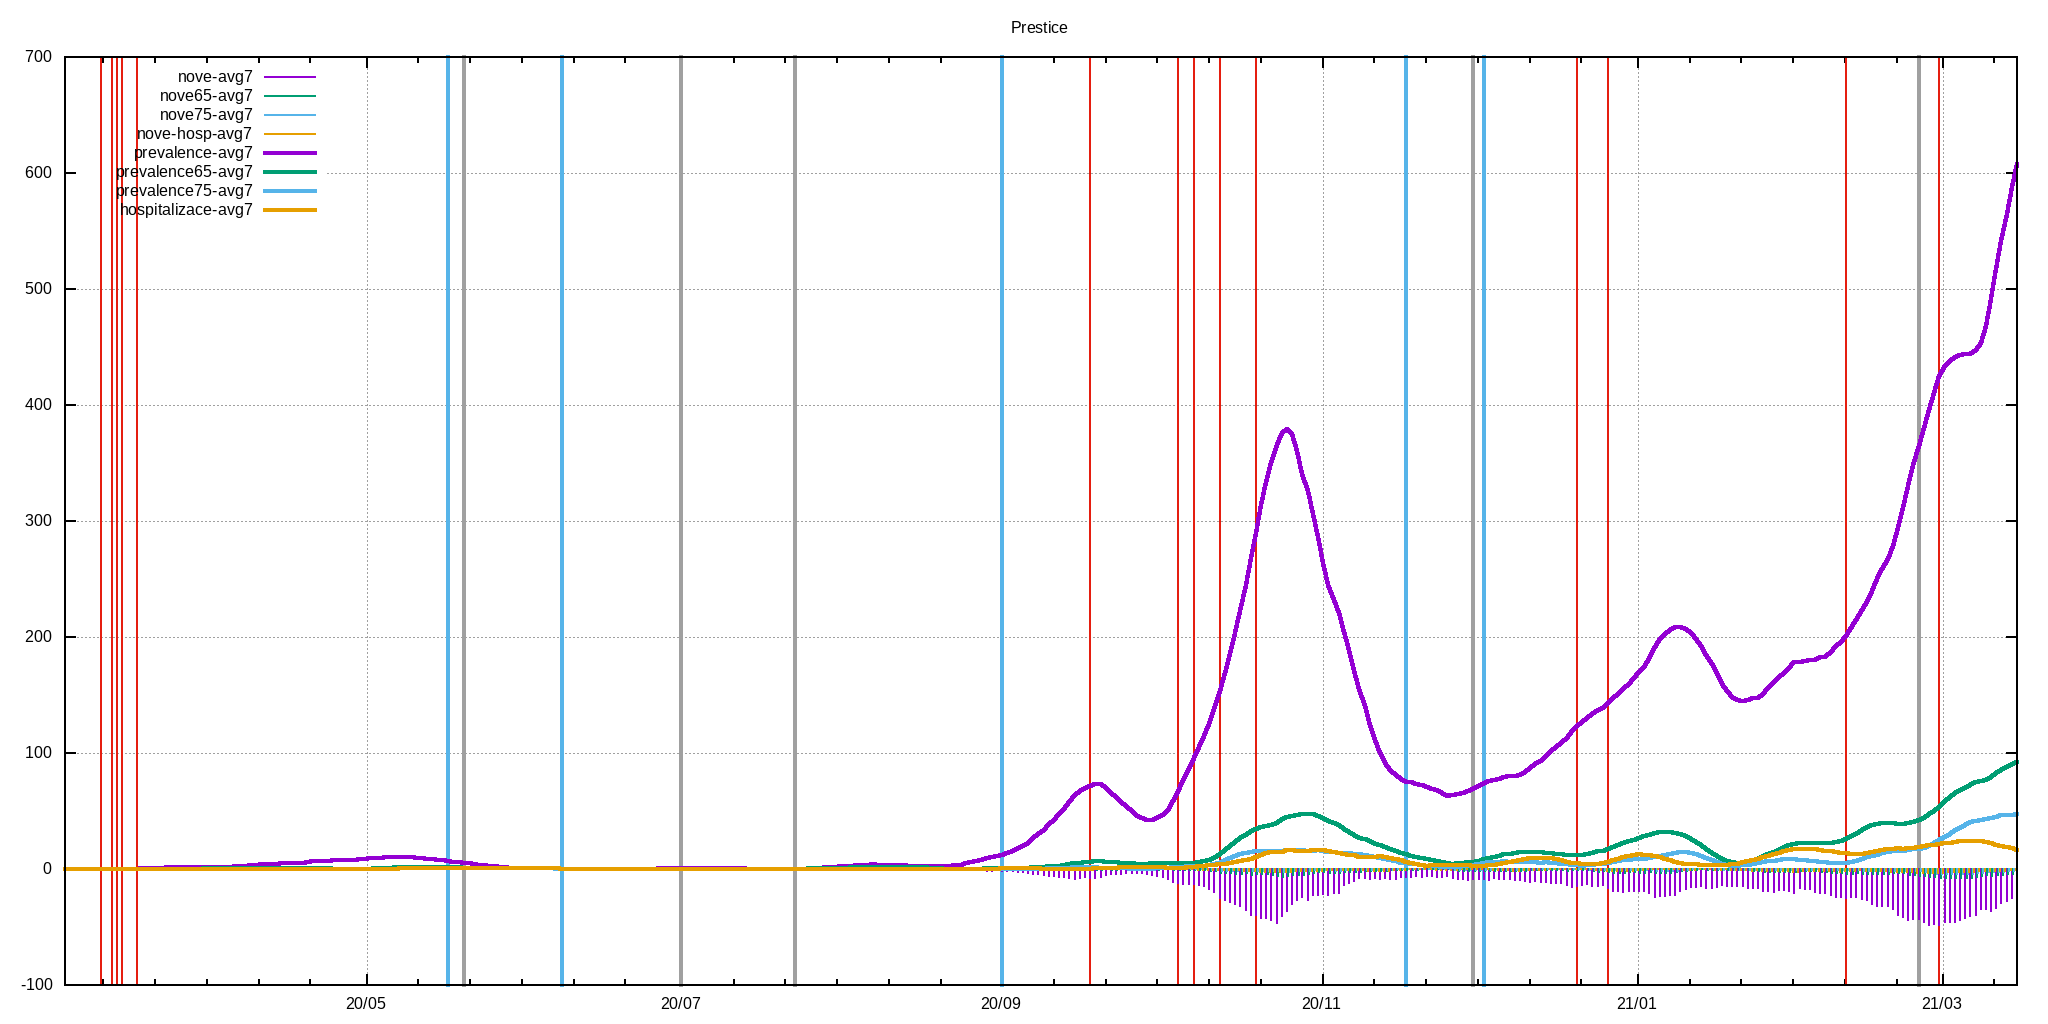 Prestice
700
600
500
400
300
200
100
0
-100
nove-avg7
nove65-avg7
nove75-avg7
nove-hosp-avg7
prevalence-avg7
prevalence65-avg7
prevalence75-avg7
hospitalizace-avg7
20/05
20/07
20/09
20/11
21/01
21/03